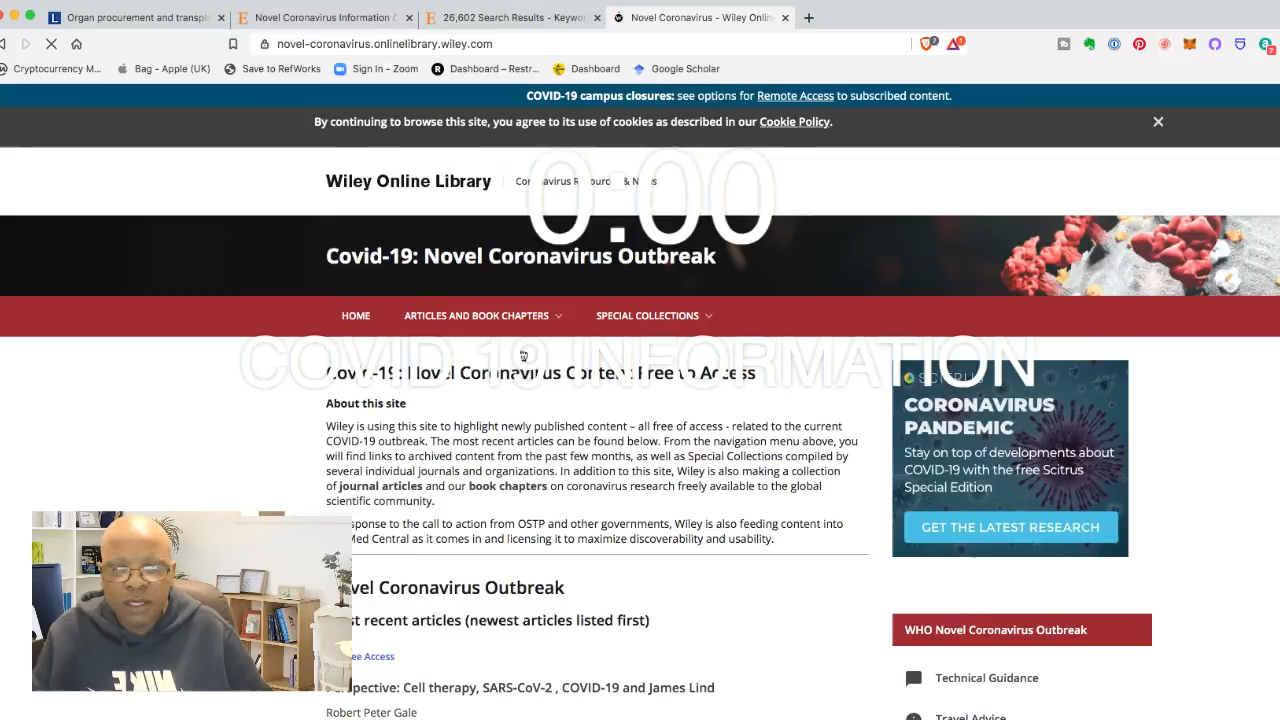 Organ procurement and transpl
Novel Coronavirus Information C
26,602 Search Results - Keywo
Novel Coronavirus - Wiley Onlin
novel-coronavirus.onlinelibrary.wiley.com
7
1
7
Cryptocurrency M...
Bag - Apple (UK)
Save to RefWorks
Sign In - Zoom
Dashboard – Restr...
Dashboard
Google Scholar
COVID-19 campus closures: see options for Remote Access to subscribed content.
By continuing to browse this site, you agree to its use of cookies as described in our Cookie Policy.
Wiley Online Library
Coronavirus Resources & News
0:00
Covid-19: Novel Coronavirus Outbreak
HOME
ARTICLES AND BOOK CHAPTERS
SPECIAL COLLECTIONS
COVID 19 INFORMATION
Covid-19: Novel Coronavirus Content Free to Access
About this site
Wiley is using this site to highlight newly published content – all free of access - related to the current
COVID-19 outbreak. The most recent articles can be found below. From the navigation menu above, you
will find links to archived content from the past few months, as well as Special Collections compiled by
several individual journals and organizations. In addition to this site, Wiley is also making a collection
of journal articles and our book chapters on coronavirus research freely available to the global
scientific community.
sponse to the call to action from OSTP and other governments, Wiley is also feeding content into
Med Central as it comes in and licensing it to maximize discoverability and usability.
vel Coronavirus Outbreak
st recent articles (newest articles listed first)
ee Access
spective: Cell therapy, SARS-CoV-2 , COVID-19 and James Lind
Robert Peter Gale
SCITRUS
CORONAVIRUS
PANDEMIC
Stay on top of developments about
COVID-19 with the free Scitrus
Special Edition
GET THE LATEST RESEARCH
WHO Novel Coronavirus Outbreak
Technical Guidance
Travel Advice
NIKE